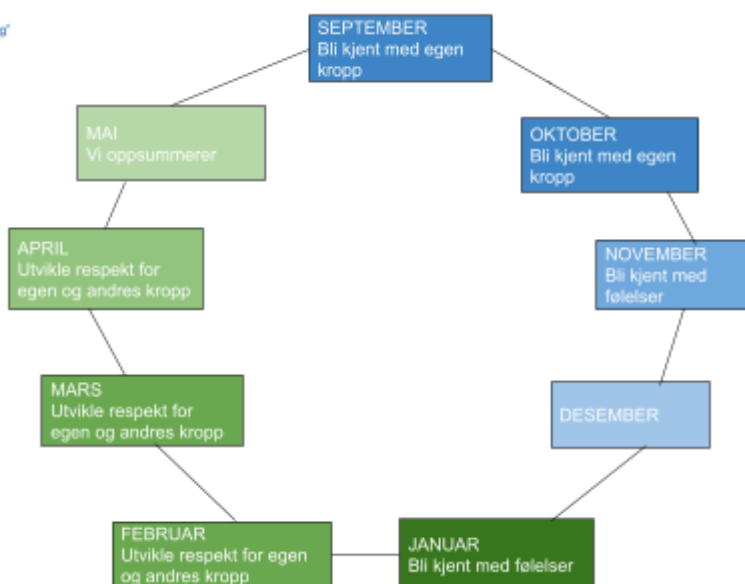 SEPTEMBER
Bli kjent med egen
kropp
OKTOBER
Bli kjent med egen
kropp
NOVEMBER
Bli kjent med
følelser
DESEMBER
JANUAR
Bli kjent med følelser
FEBRUAR
Utvikle respekt for egen
og andres kropp
MARS
Utvikle respekt for
egen og andres kropp
APRIL
Utvikle respekt for
egen og andres kropp
MAI
Vi oppsummerer